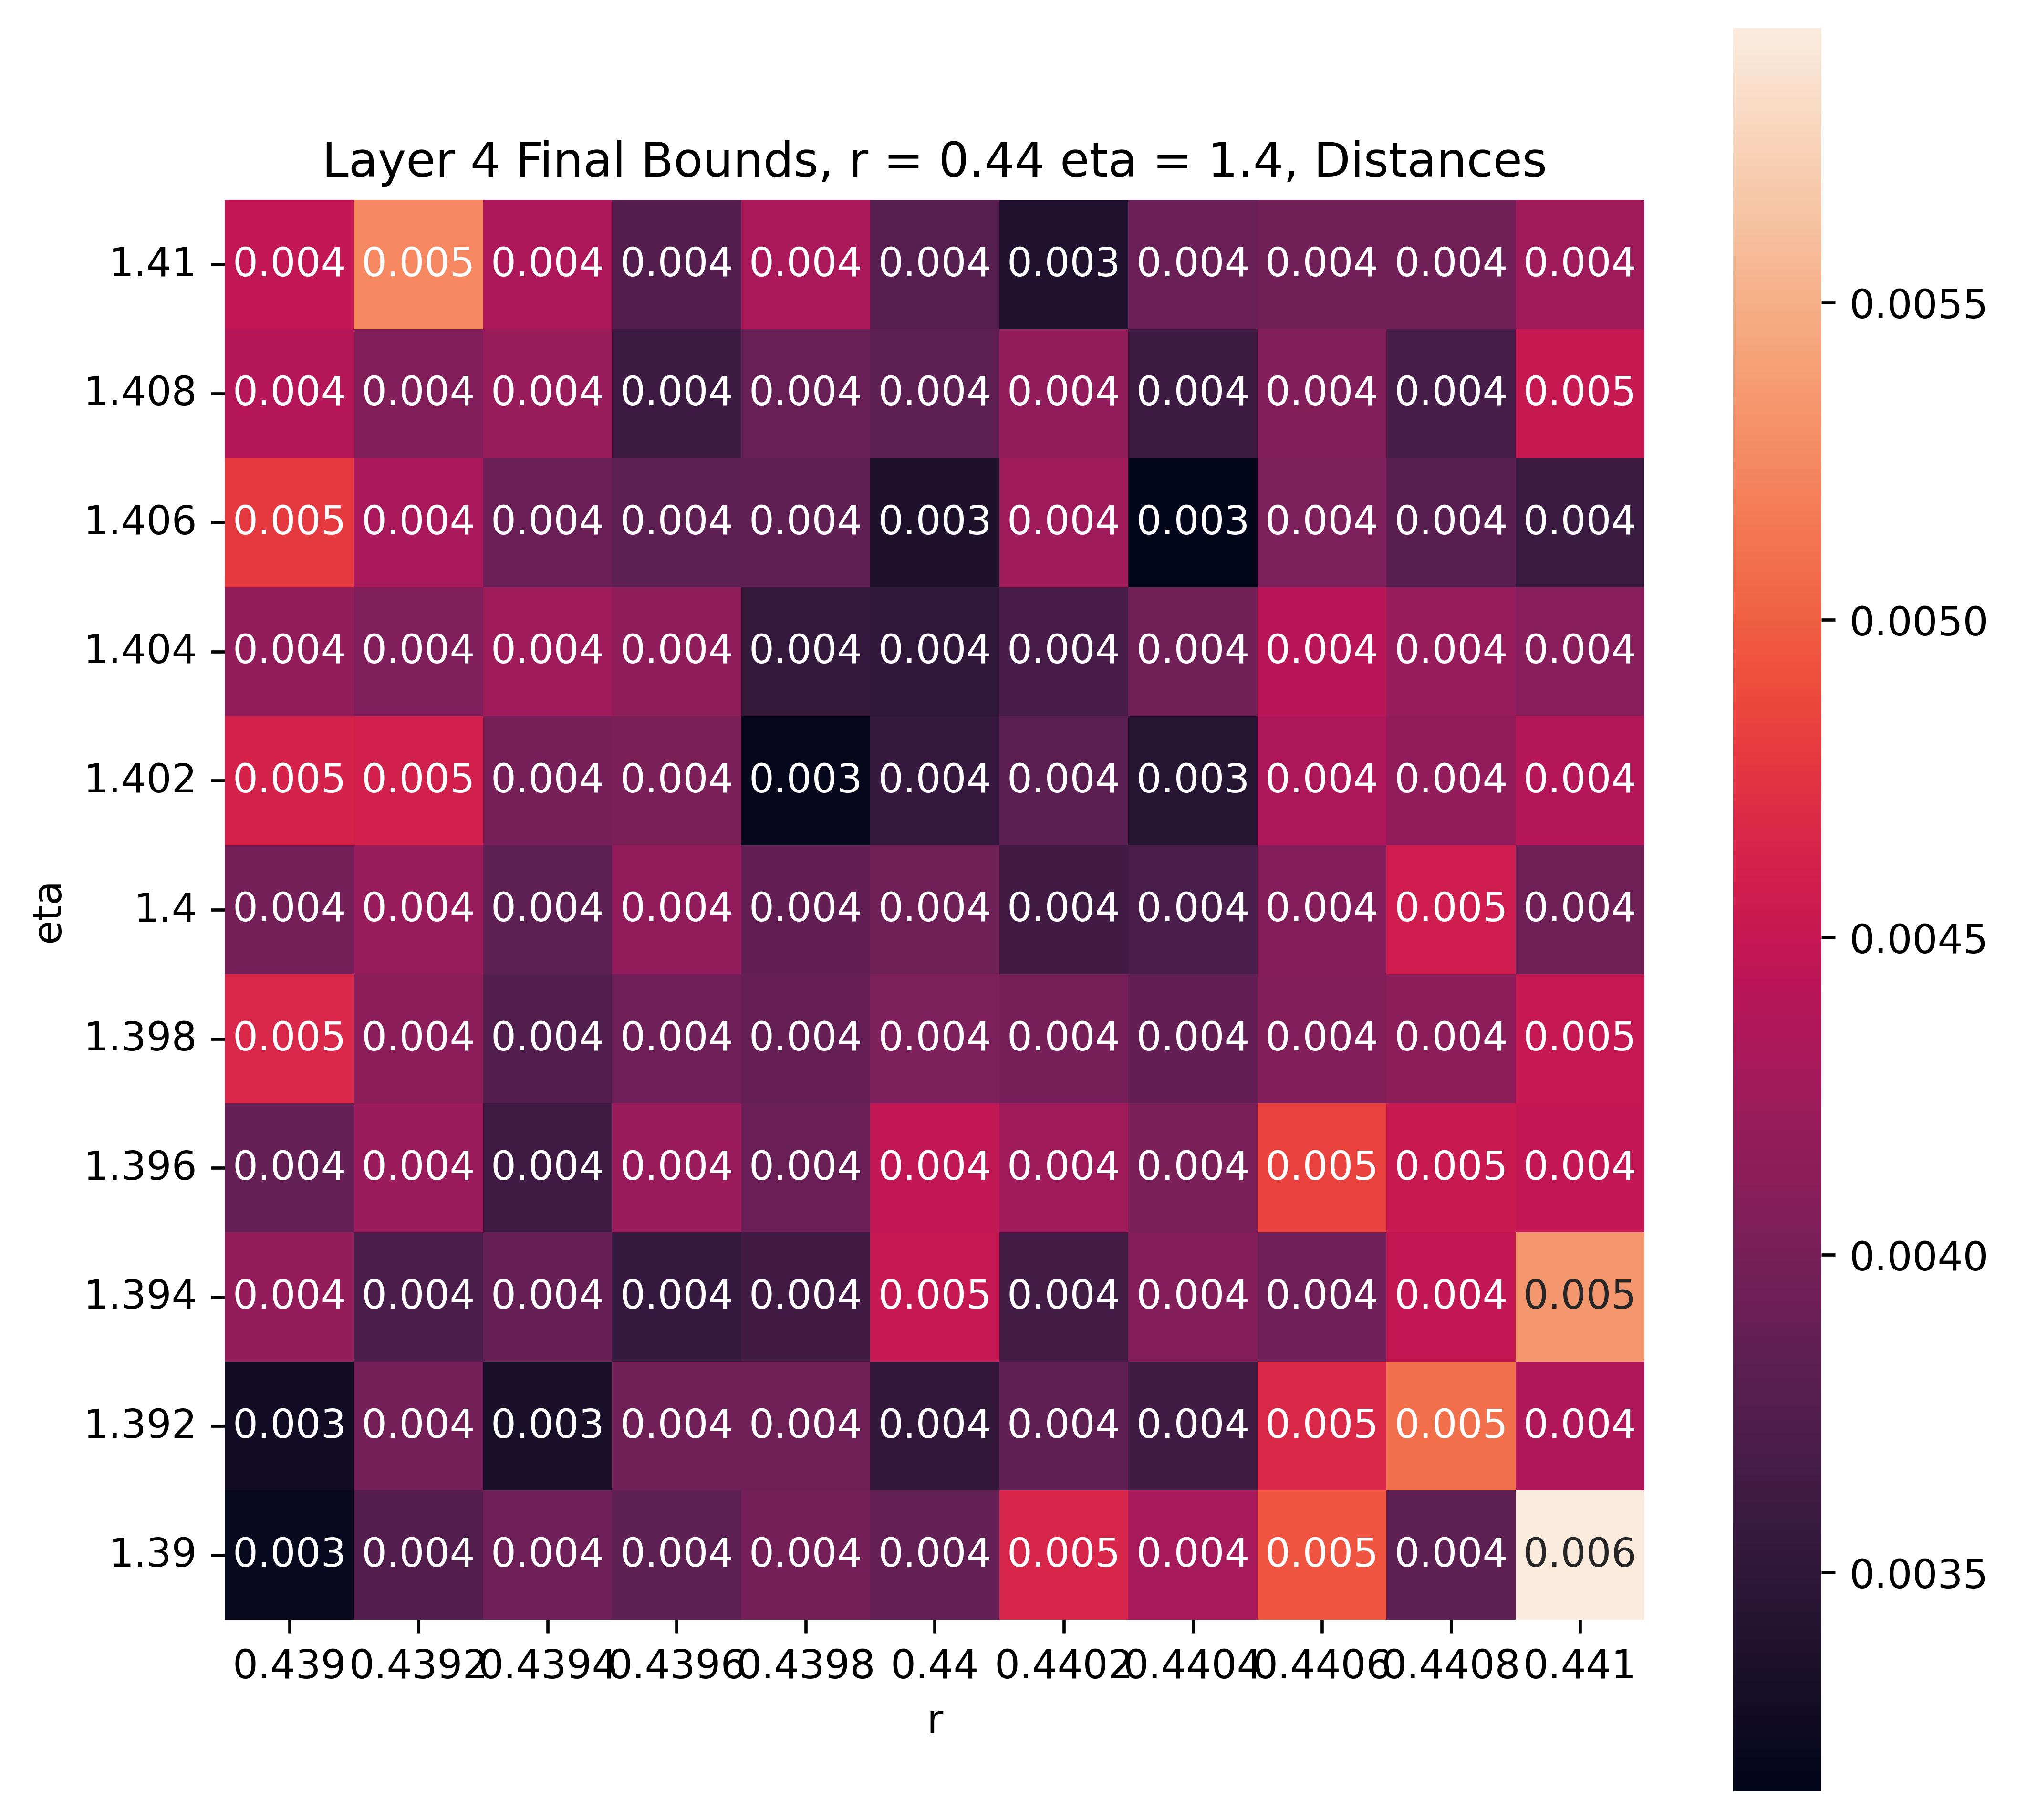 Layer 4 Final Bounds, r = 0.44 eta = 1.4, Distances
1.41 0.004 0.005 0.004 0.004 0.004 0.004 0.003 0.004 0.004 0.004 0.004
1.408 0.004 0.004 0.004 0.004 0.004 0.004 0.004 0.004 0.004 0.004 0.005
1.406 0.005 0.004 0.004 0.004 0.004 0.003 0.004 0.003 0.004 0.004 0.004
1.404 0.004 0.004 0.004 0.004 0.004 0.004 0.004 0.004 0.004 0.004 0.004
1.402 0.005 0.005 0.004 0.004 0.003 0.004 0.004 0.003 0.004 0.004 0.004
1.4 0.004 0.004 0.004 0.004 0.004 0.004 0.004 0.004 0.004 0.005 0.004
1.398 0.005 0.004 0.004 0.004 0.004 0.004 0.004 0.004 0.004 0.004 0.005
1.396 0.004 0.004 0.004 0.004 0.004 0.004 0.004 0.004 0.005 0.005 0.004
1.394 0.004 0.004 0.004 0.004 0.004 0.005 0.004 0.004 0.004 0.004 0.005
1.392 0.003 0.004 0.003 0.004 0.004 0.004 0.004 0.004 0.005 0.005 0.004
1.39 0.003 0.004 0.004 0.004 0.004 0.004 0.005 0.004 0.005 0.004 0.006
0.439 0.4392 0.4394 0.4396 0.4398 0.44 0.4402 0.4404 0.4406 0.4408 0.441
r
eta
0.0055
0.0050
0.0045
0.0040
0.0035